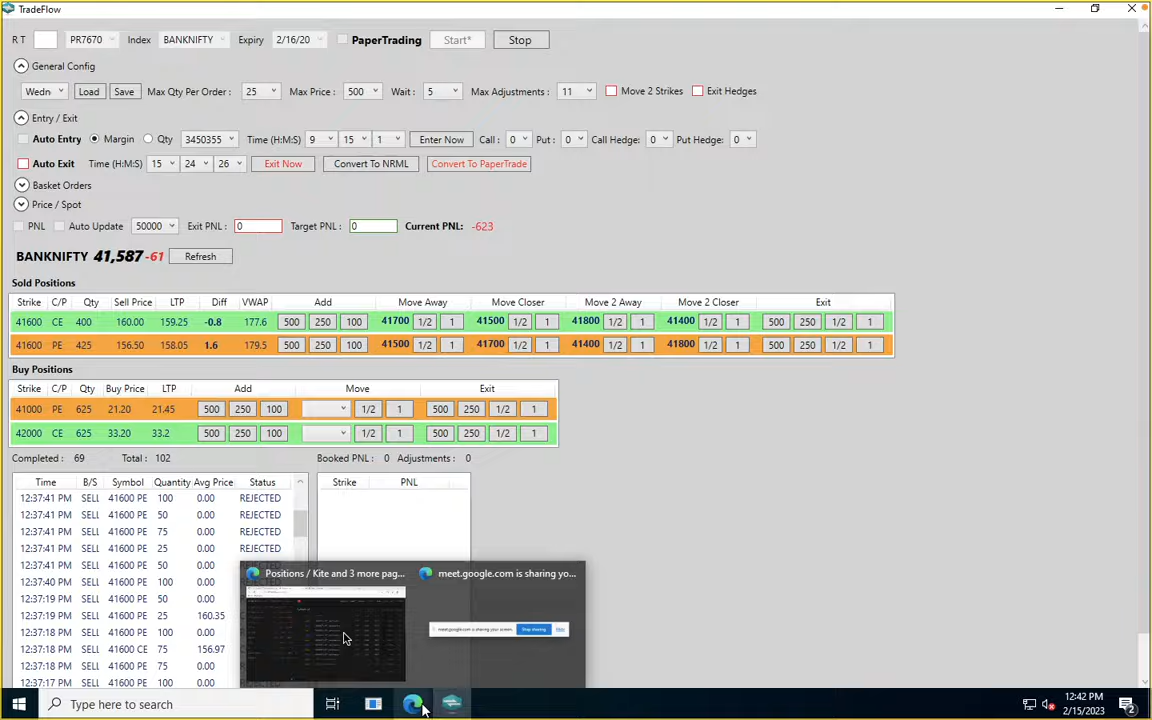 TradeFlow
R T PR7670 Index BANKNIFTY Expiry 2/16/20 PaperTrading Start* Stop
General Config
Wedn Load Save Max Qty Per Order : 25 Max Price : 500 Wait : 5 Max Adjustments : 11 Move 2 Strikes Exit Hedges
Entry / Exit
Auto Entry Margin Qty 3450355 Time (H:M:S) 9 15 1 Enter Now Call : 0 Put : 0 Call Hedge: 0 Put Hedge: 0
Auto Exit Time (H:M:S) 15 24 26 Exit Now Convert To NRML Convert To PaperTrade
Basket Orders
Price / Spot
PNL Auto Update 50000 Exit PNL : 0 Target PNL : 0 Current PNL: -623
BANKNIFTY 41,587 -61 Refresh
Sold Positions
Strike C/P Qty Sell Price LTP Diff VWAP Add Move Away Move Closer Move 2 Away Move 2 Closer Exit
41600 CE 400 160.00 159.25 -0.8 177.6 500 250 100 41700 1/2 1 41500 1/2 1 41800 1/2 1 41400 1/2 1 500 250 1/2 1
41600 PE 425 156.50 158.05 1.6 179.5 500 250 100 41500 1/2 1 41700 1/2 1 41400 1/2 1 41800 1/2 1 500 250 1/2 1
Buy Positions
Strike C/P Qty Buy Price LTP Add Move Exit
41000 PE 625 21.20 21.45 500 250 100 1/2 1 500 250 1/2 1
42000 CE 625 33.20 33.2 500 250 100 1/2 1 500 250 1/2 1
Completed : 69 Total : 102 Booked PNL : 0 Adjustments : 0
Time B/S Symbol Quantity Avg Price Status Strike PNL
12:37:41 PM SELL 41600 PE 100 0.00 REJECTED
12:37:41 PM SELL 41600 PE 50 0.00 REJECTED
12:37:41 PM SELL 41600 PE 75 0.00 REJECTED
12:37:41 PM SELL 41600 PE 25 0.00 REJECTED
12:37:41 PM SELL 41600 PE 50 0.00 REJECTED
12:37:40 PM SELL 41600 PE 100 0.00 REJECTED
12:37:19 PM SELL 41600 PE 50 0.00
12:37:19 PM SELL 41600 PE 25 160.35
12:37:18 PM SELL 41600 PE 100 0.00
12:37:18 PM SELL 41600 CE 75 156.97
12:37:18 PM SELL 41600 PE 75 0.00
12:37:17 PM SELL 41600 PE 100 0.00
Positions / Kite and 3 more pag... meet.google.com is sharing yo...
meet.google.com is sharing your screen. Stop sharing Hide
Type here to search
12:42 PM
2/15/2023
2